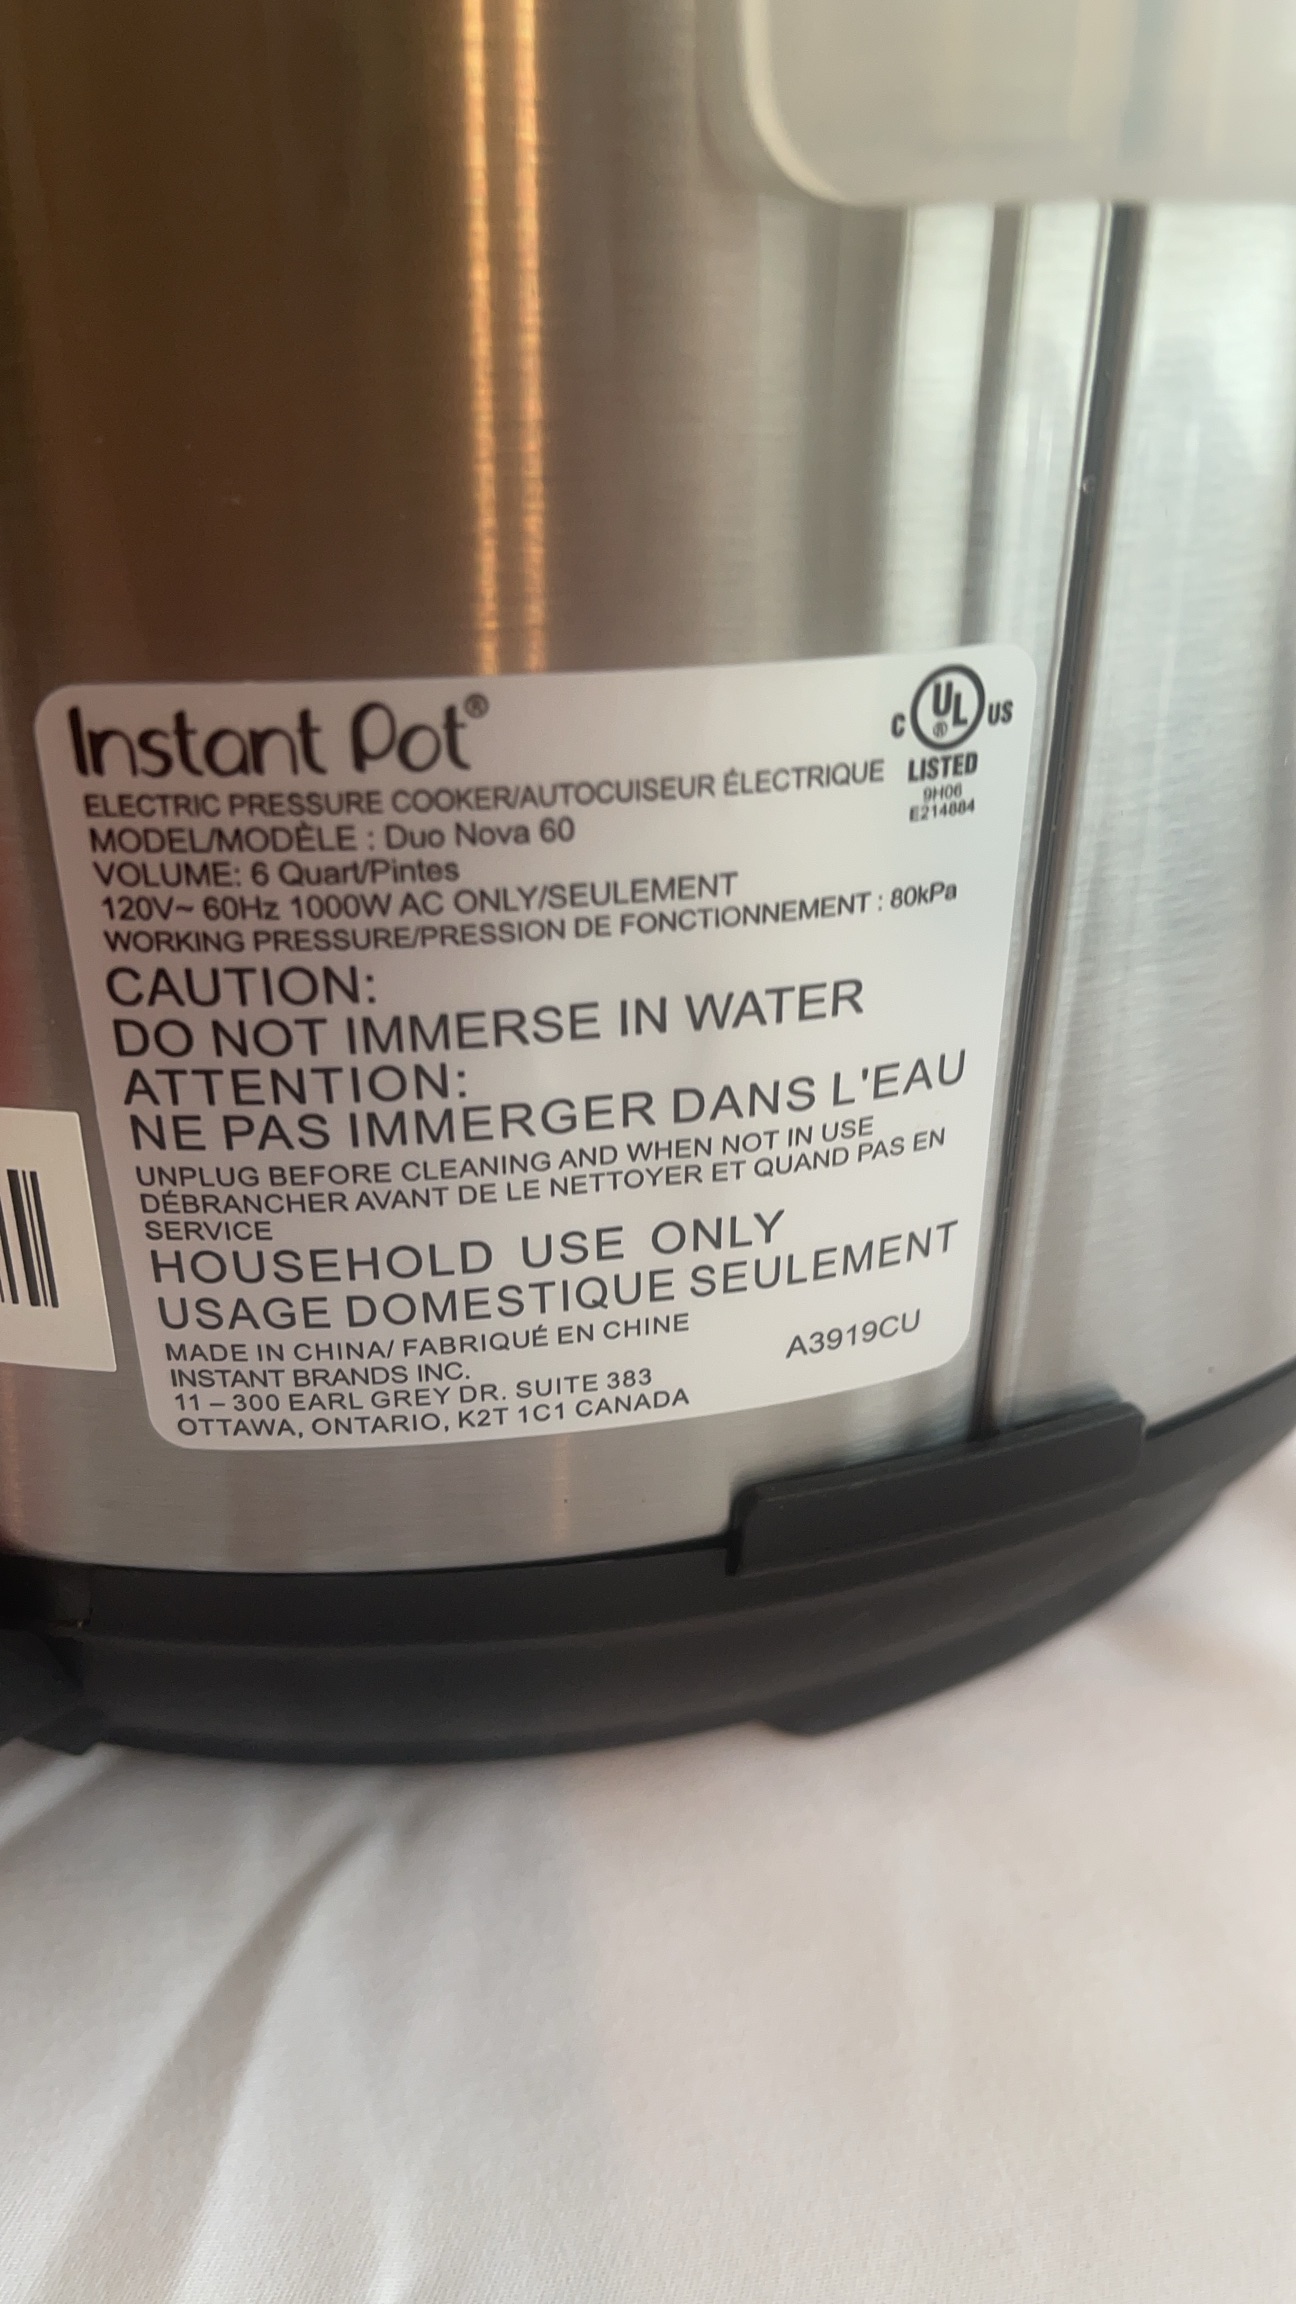 Instant Pot®
C UL® US
LISTED
9H06
E214884
ELECTRIC PRESSURE COOKER/AUTOCUISEUR ÉLECTRIQUE
MODEL/MODÈLE : Duo Nova 60
VOLUME: 6 Quart/Pintes
120V~ 60Hz 1000W AC ONLY/SEULEMENT
WORKING PRESSURE/PRESSION DE FONCTIONNEMENT : 80kPa
CAUTION:
DO NOT IMMERSE IN WATER
ATTENTION:
NE PAS IMMERGER DANS L'EAU
UNPLUG BEFORE CLEANING AND WHEN NOT IN USE
DÉBRANCHER AVANT DE LE NETTOYER ET QUAND PAS EN
SERVICE
HOUSEHOLD USE ONLY
USAGE DOMESTIQUE SEULEMENT
MADE IN CHINA/ FABRIQUÉ EN CHINE
INSTANT BRANDS INC.
11 – 300 EARL GREY DR. SUITE 383
OTTAWA, ONTARIO, K2T 1C1 CANADA
A3919CU